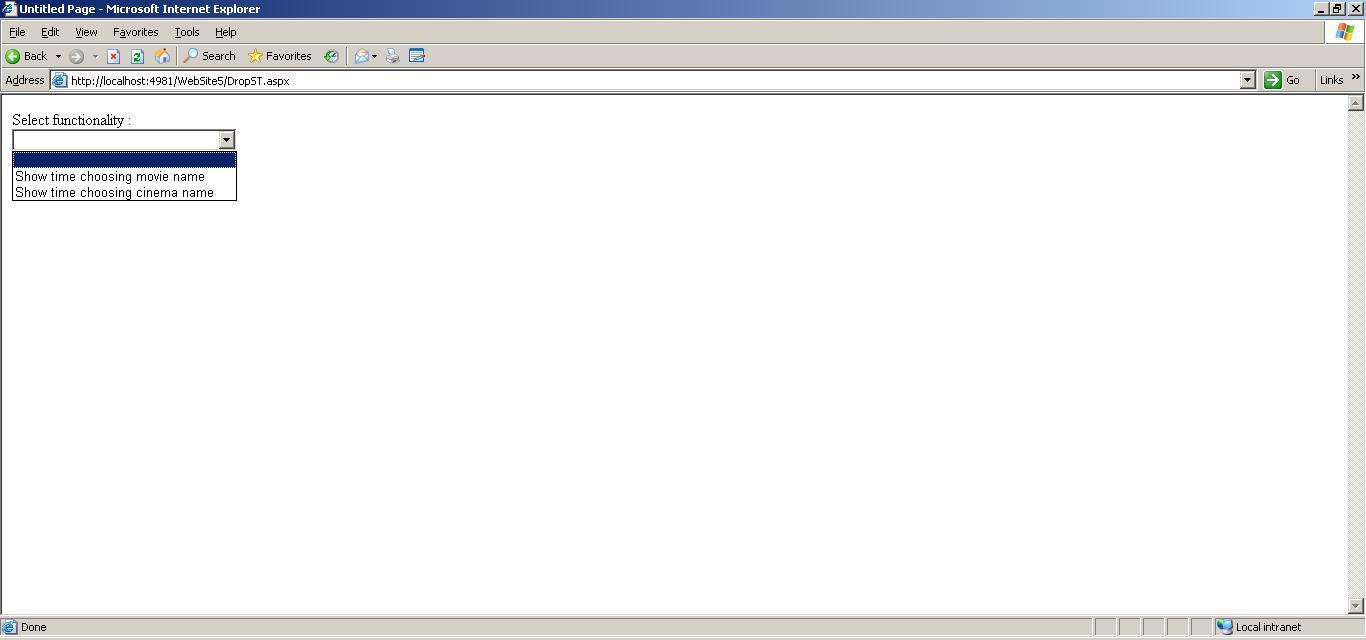 Untitled Page - Microsoft Internet Explorer
File Edit View Favorites Tools Help
Back Search Favorites
Address http://localhost:4981/WebSite5/DropST.aspx Go Links »
Select functionality :
Show time choosing movie name
Show time choosing cinema name
Done Local intranet